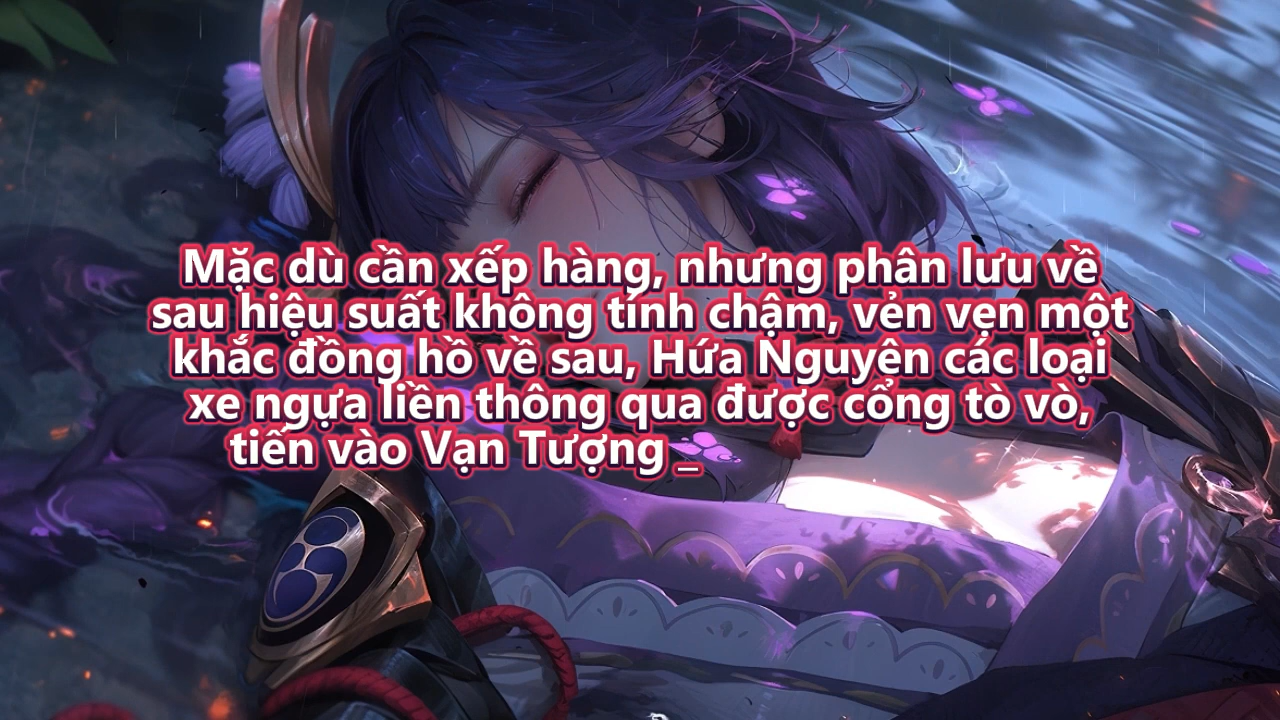 Mặc dù cần xếp hàng, nhưng phân lưu về
sau hiệu suất không tính chậm, vẻn vẹn một
khắc đồng hồ về sau, Hứa Nguyên các loại
xe ngựa liền thông qua được cổng tò vò,
tiến vào Vạn Tượng _